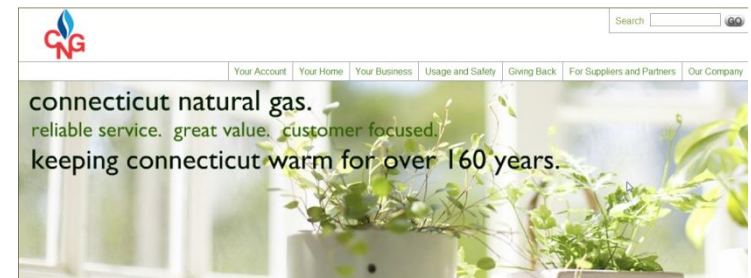 Search GO
CNG
Your Account Your Home Your Business Usage and Safety Giving Back For Suppliers and Partners Our Company
connecticut natural gas.
reliable service. great value. customer focused.
keeping connecticut warm for over 160 years.